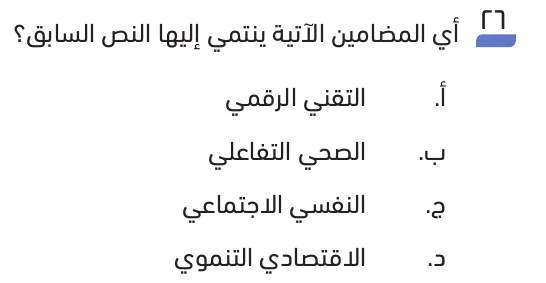 ٢٦ أي المضامين الآتية ينتمي إليها النص السابق؟
أ. التقني الرقمي
ب. الصحي التفاعلي
ج. النفسي الاجتماعي
د. الاقتصادي التنموي